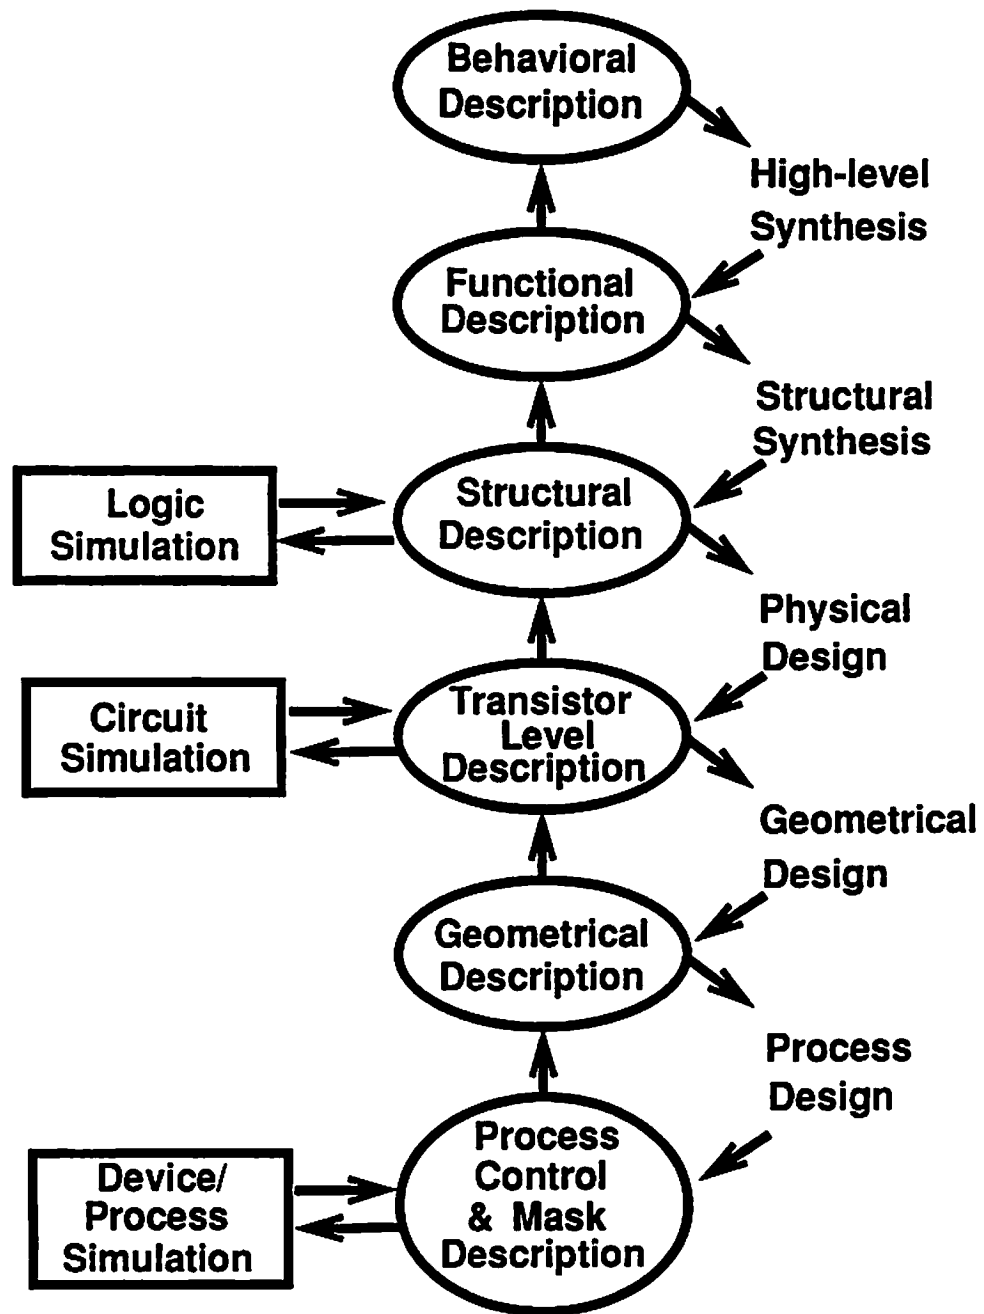 Behavioral
Description
High-level
Synthesis
Functional
Description
Structural
Synthesis
Logic
Simulation
Structural
Description
Physical
Design
Circuit
Simulation
Transistor
Level
Description
Geometrical
Design
Geometrical
Description
Process
Design
Device/
Process
Simulation
Process
Control
& Mask
Description